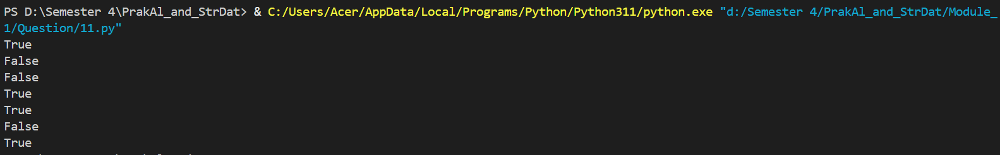 PS D:\Semester 4\PrakAl_and_StrDat> & C:/Users/Acer/AppData/Local/Programs/Python/Python311/python.exe "d:/Semester 4/PrakAl_and_StrDat/Module_
1/Question/11.py"
True
False
False
True
True
False
True